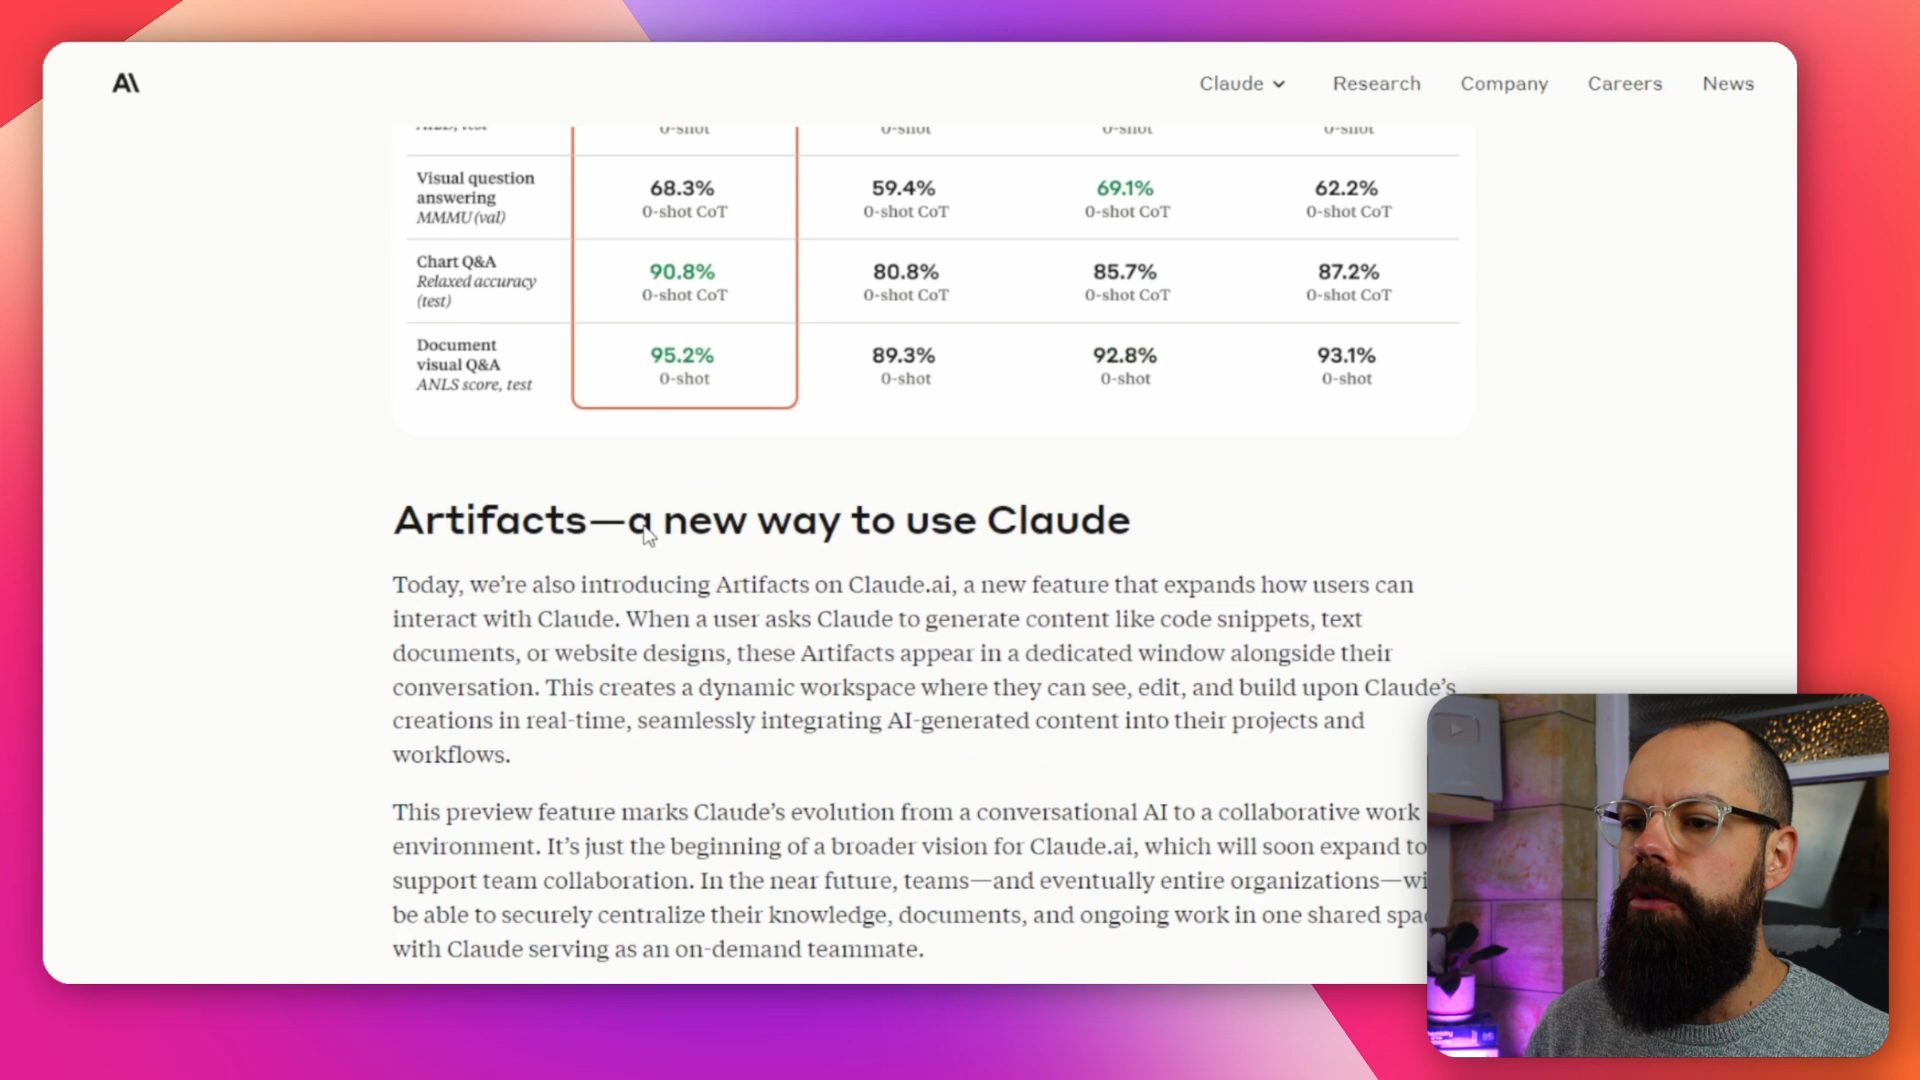 Claude
Research
Company
Careers
News
0-shot
0-shot
0-shot
0-shot
Visual question
answering
MMMU (val)
68.3%
0-shot CoT
59.4%
0-shot CoT
69.1%
0-shot CoT
62.2%
0-shot CoT
Chart Q&A
Relaxed accuracy
(test)
90.8%
0-shot CoT
80.8%
0-shot CoT
85.7%
0-shot CoT
87.2%
0-shot CoT
Document
visual Q&A
ANLS score, test
95.2%
0-shot
89.3%
0-shot
92.8%
0-shot
93.1%
0-shot
Artifacts—a new way to use Claude
Today, we're also introducing Artifacts on Claude.ai, a new feature that expands how users can
interact with Claude. When a user asks Claude to generate content like code snippets, text
documents, or website designs, these Artifacts appear in a dedicated window alongside their
conversation. This creates a dynamic workspace where they can see, edit, and build upon Claude's
creations in real-time, seamlessly integrating AI-generated content into their projects and
workflows.
This preview feature marks Claude's evolution from a conversational AI to a collaborative work
environment. It's just the beginning of a broader vision for Claude.ai, which will soon expand to
support team collaboration. In the near future, teams—and eventually entire organizations—wi
be able to securely centralize their knowledge, documents, and ongoing work in one shared spa
with Claude serving as an on-demand teammate.